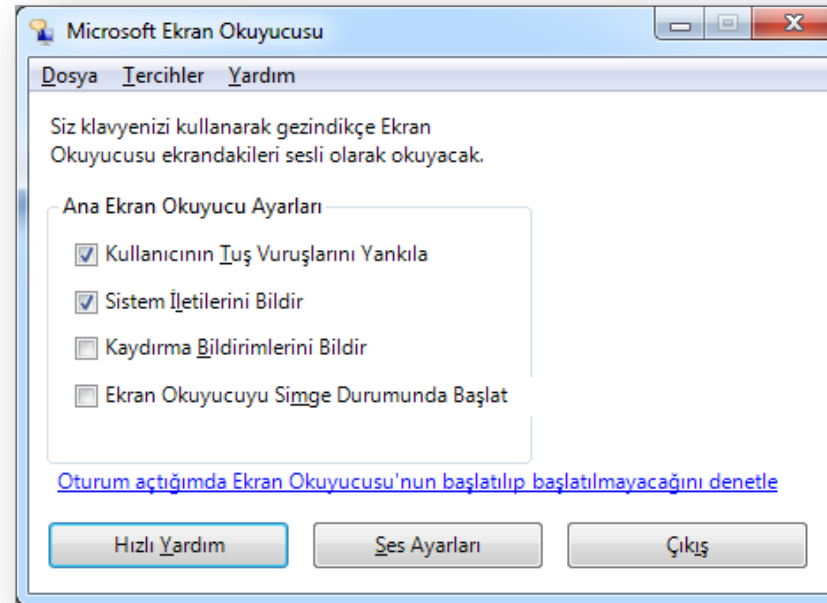 Microsoft Ekran Okuyucusu
Dosya Tercihler Yardım
Siz klavyenizi kullanarak gezindikçe Ekran
Okuyucusu ekrandakileri sesli olarak okuyacak.
Ana Ekran Okuyucu Ayarları
Kullanıcının Tuş Vuruşlarını Yankıla
Sistem İletilerini Bildir
Kaydırma Bildirimlerini Bildir
Ekran Okuyucuyu Simge Durumunda Başlat
Oturum açtığımda Ekran Okuyucusu'nun başlatılıp başlatılmayacağını denetle
Hızlı Yardım Ses Ayarları Çıkış